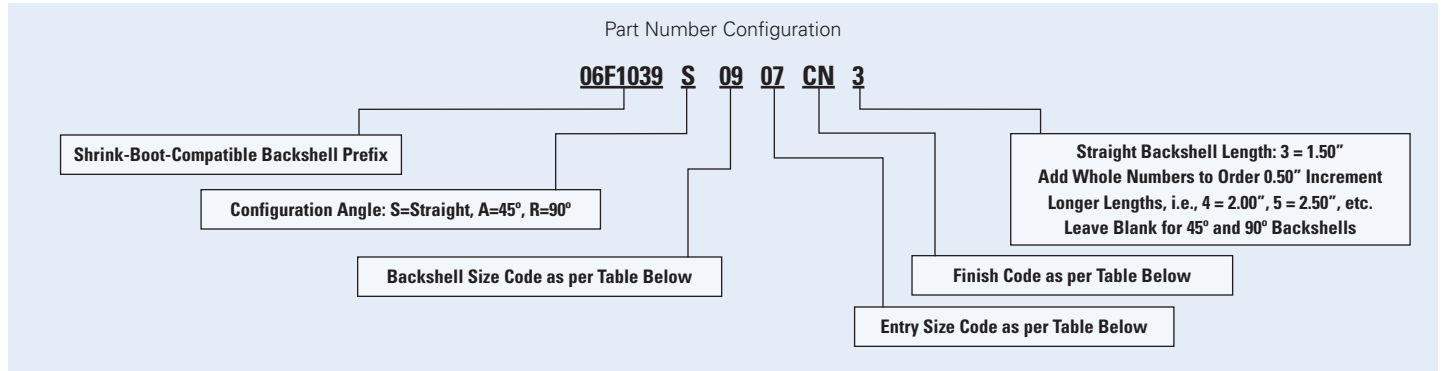 Part Number Configuration
06F1039 S 09 07 CN 3
Shrink-Boot-Compatible Backshell Prefix
Configuration Angle: S=Straight, A=45º, R=90º
Backshell Size Code as per Table Below
Straight Backshell Length: 3 = 1.50″
Add Whole Numbers to Order 0.50″ Increment
Longer Lengths, i.e., 4 = 2.00″, 5 = 2.50″, etc.
Leave Blank for 45º and 90º Backshells
Finish Code as per Table Below
Entry Size Code as per Table Below